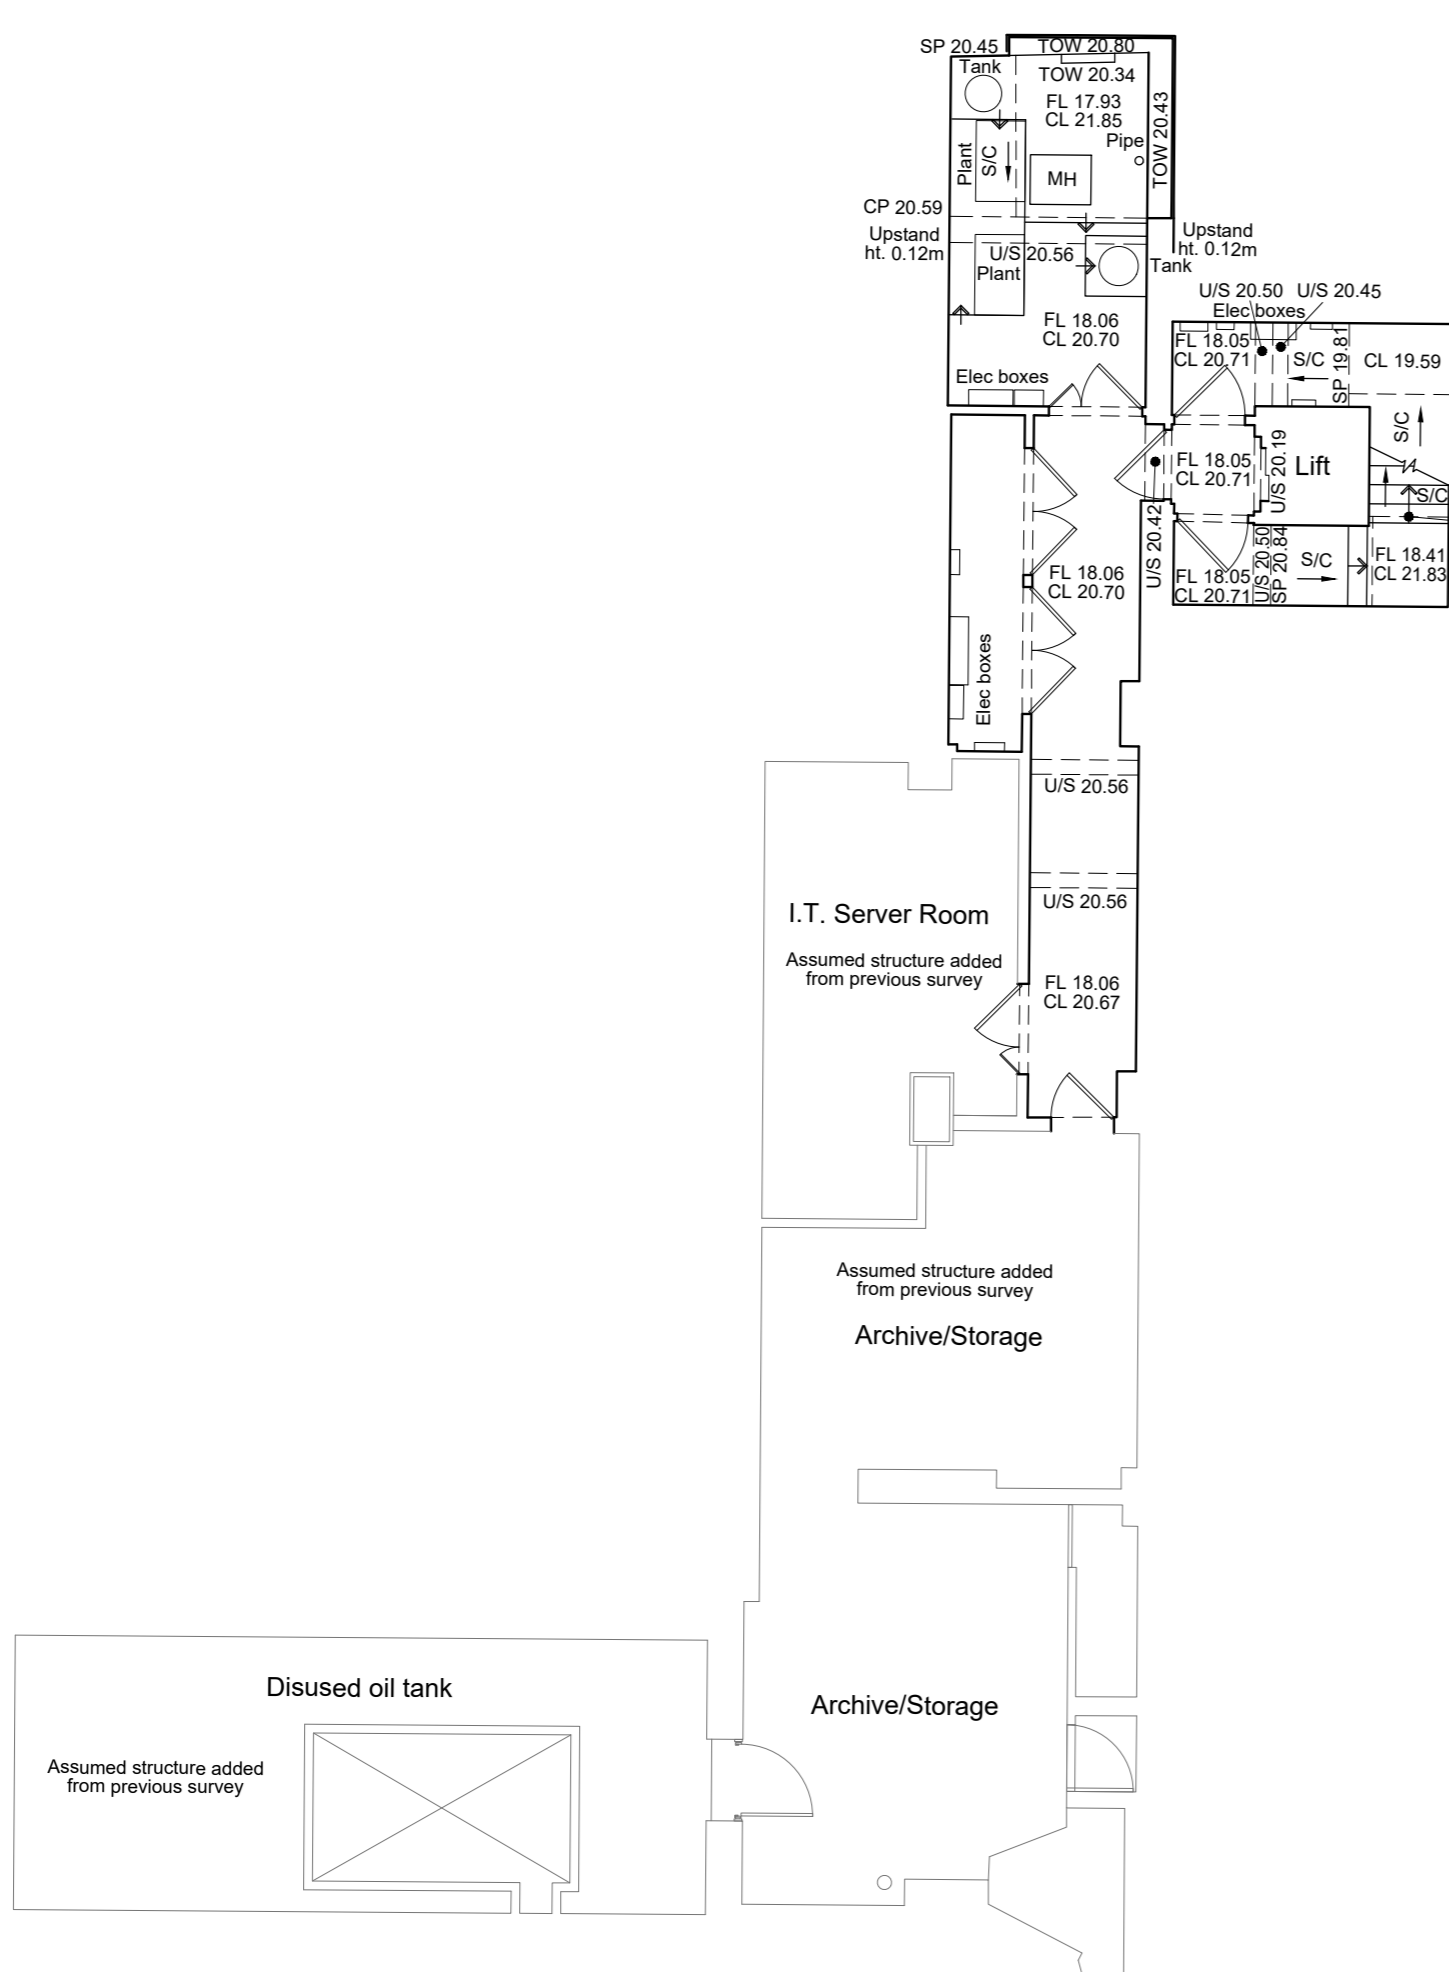 SP 20.45
TOW 20.80
Tank
TOW 20.34
FL 17.93
CL 21.85
TOW 20.43
Pipe
Plant
S/C
MH
CP 20.59
Upstand
ht. 0.12m
Upstand
ht. 0.12m
U/S 20.56
Plant
Tank
U/S 20.50
U/S 20.45
Elec boxes
FL 18.06
CL 20.70
FL 18.05
CL 20.71
S/C
SP 19.81
CL 19.59
Elec boxes
S/C
FL 18.05
CL 20.71
U/S 20.19
Lift
S/C
U/S 20.42
FL 18.05
CL 20.71
U/S 20.50
SP 20.84
S/C
FL 18.41
CL 21.83
FL 18.06
CL 20.70
Elec boxes
U/S 20.56
U/S 20.56
I.T. Server Room
Assumed structure added
from previous survey
FL 18.06
CL 20.67
Assumed structure added
from previous survey
Archive/Storage
Disused oil tank
Archive/Storage
Assumed structure added
from previous survey